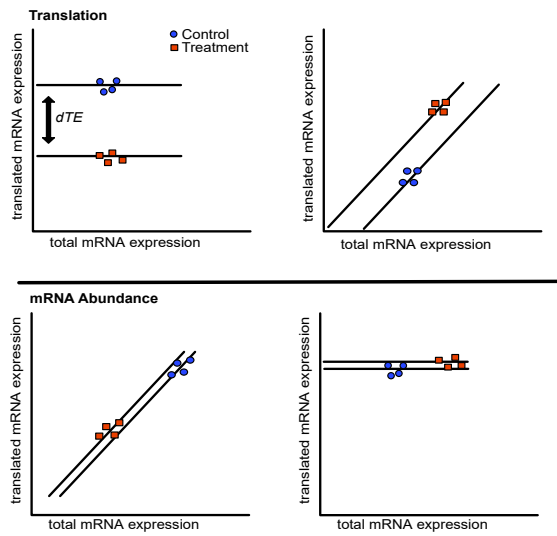 Translation
Control
Treatment
translated mRNA expression
dTE
total mRNA expression
translated mRNA expression
total mRNA expression
mRNA Abundance
translated mRNA expression
total mRNA expression
translated mRNA expression
total mRNA expression